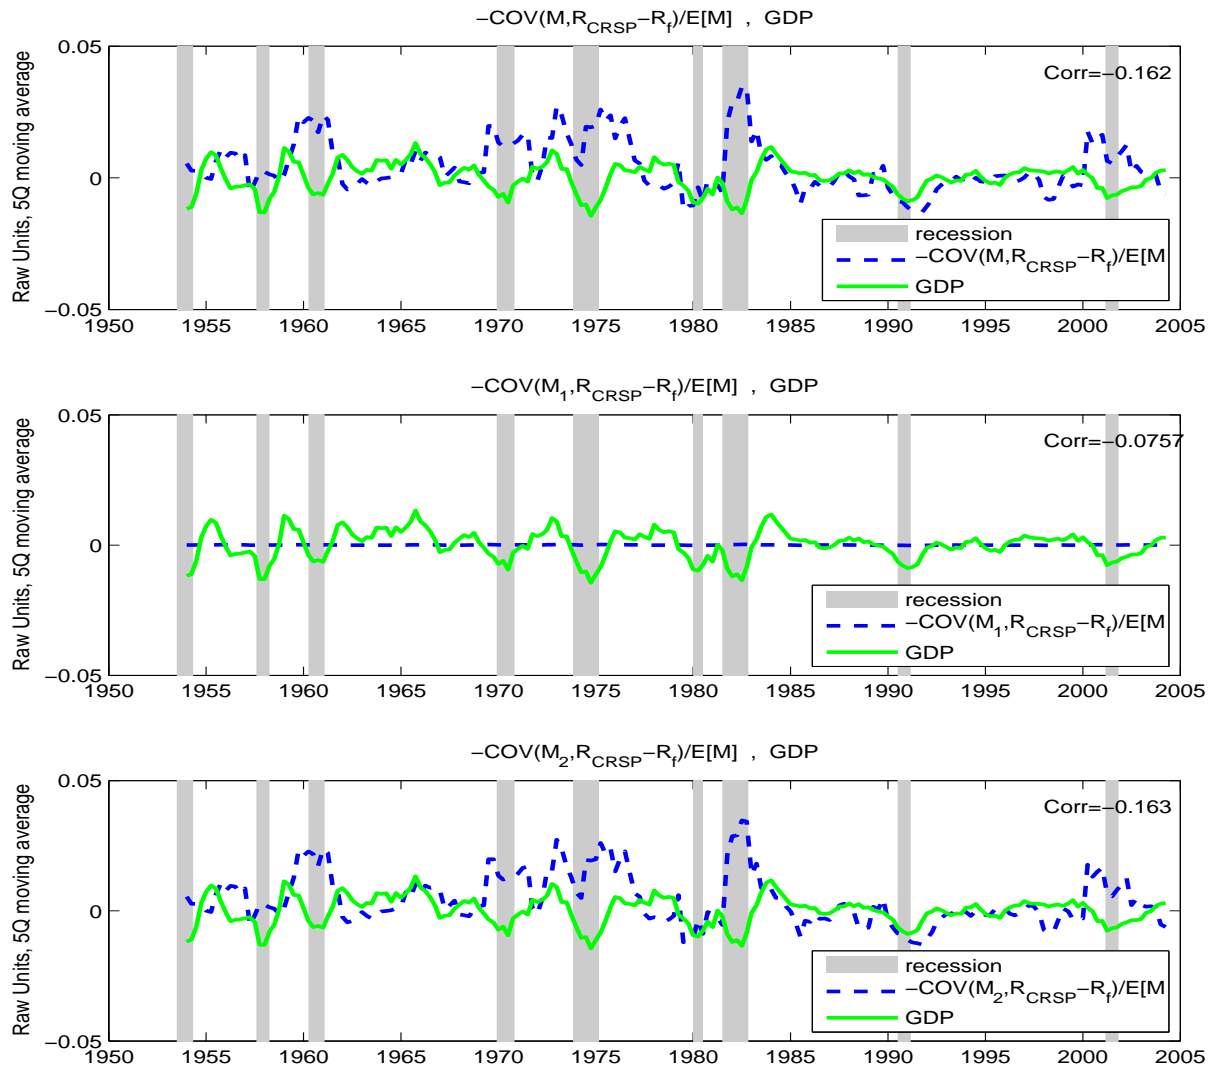 −COV(M,R_CRSP−R_f)/E[M] , GDP
0.05
0
−0.05
Raw Units, 5Q moving average
Corr=−0.162
recession
−COV(M,R_CRSP−R_f)/E[M
GDP
1950 1955 1960 1965 1970 1975 1980 1985 1990 1995 2000 2005
−COV(M_1,R_CRSP−R_f)/E[M] , GDP
0.05
0
−0.05
Raw Units, 5Q moving average
Corr=−0.0757
recession
−COV(M_1,R_CRSP−R_f)/E[M
GDP
1950 1955 1960 1965 1970 1975 1980 1985 1990 1995 2000 2005
−COV(M_2,R_CRSP−R_f)/E[M] , GDP
0.05
0
−0.05
Raw Units, 5Q moving average
Corr=−0.163
recession
−COV(M_2,R_CRSP−R_f)/E[M
GDP
1950 1955 1960 1965 1970 1975 1980 1985 1990 1995 2000 2005